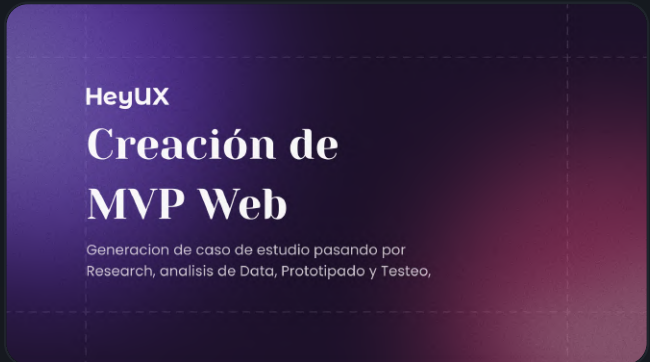 HeyUX
Creación de
MVP Web
Generacion de caso de estudio pasando por
Research, analisis de Data, Prototipado y Testeo,